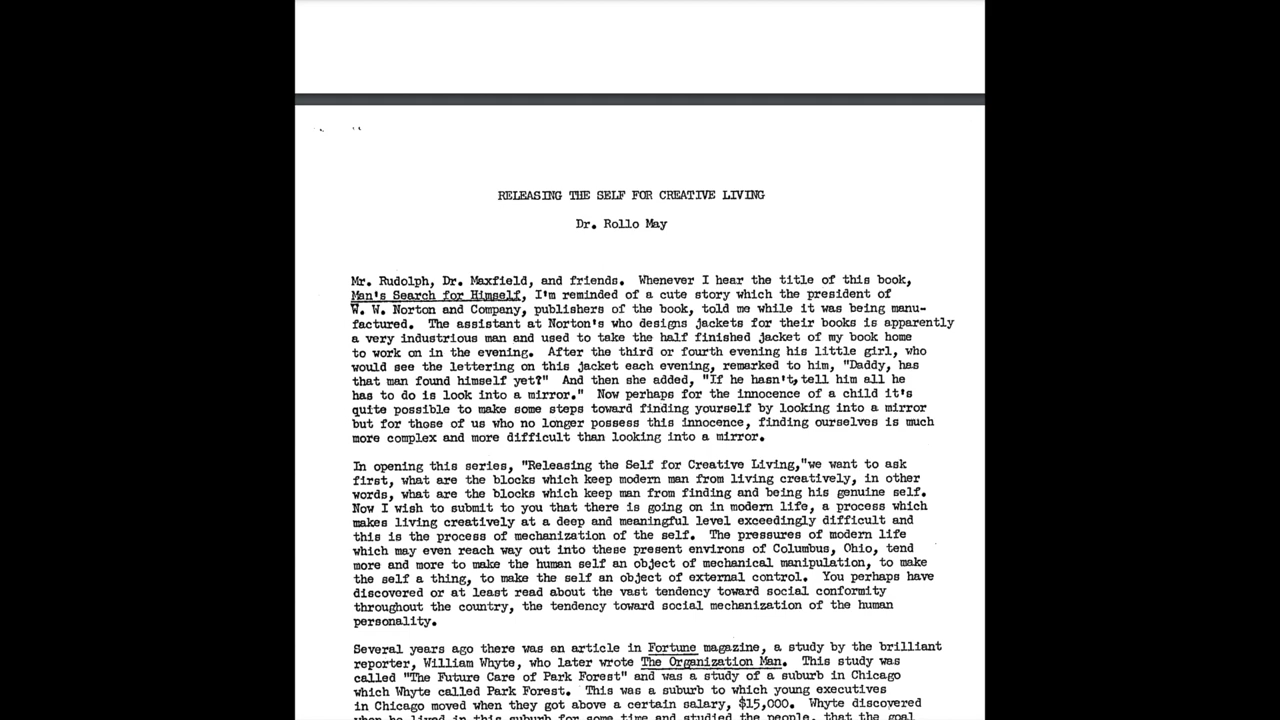 RELEASING THE SELF FOR CREATIVE LIVING
Dr. Rollo May
Mr. Rudolph, Dr. Maxfield, and friends. Whenever I hear the title of this book,
Man's Search for Himself, I'm reminded of a cute story which the president of
W. W. Norton and Company, publishers of the book, told me while it was being manu-
factured. The assistant at Norton's who designs jackets for their books is apparently
a very industrious man and used to take the half finished jacket of my book home
to work on in the evening. After the third or fourth evening his little girl, who
would see the lettering on this jacket each evening, remarked to him, "Daddy, has
that man found himself yet?" And then she added, "If he hasn't, tell him all he
has to do is look into a mirror." Now perhaps for the innocence of a child it's
quite possible to make some steps toward finding yourself by looking into a mirror
but for those of us who no longer possess this innocence, finding ourselves is much
more complex and more difficult than looking into a mirror.
In opening this series, "Releasing the Self for Creative Living,"we want to ask
first, what are the blocks which keep modern man from living creatively, in other
words, what are the blocks which keep man from finding and being his genuine self.
Now I wish to submit to you that there is going on in modern life, a process which
makes living creatively at a deep and meaningful level exceedingly difficult and
this is the process of mechanization of the self. The pressures of modern life
which may even reach way out into these present environs of Columbus, Ohio, tend
more and more to make the human self an object of mechanical manipulation, to make
the self a thing, to make the self an object of external control. You perhaps have
discovered or at least read about the vast tendency toward social conformity
throughout the country, the tendency toward social mechanization of the human
personality.
Several years ago there was an article in Fortune magazine, a study by the brilliant
reporter, William Whyte, who later wrote The Organization Man. This study was
called "The Future Care of Park Forest" and was a study of a suburb in Chicago
which Whyte called Park Forest. This was a suburb to which young executives
in Chicago moved when they got above a certain salary, $15,000. Whyte discovered
when he lived in this suburb for some time and studied the people, that the goal